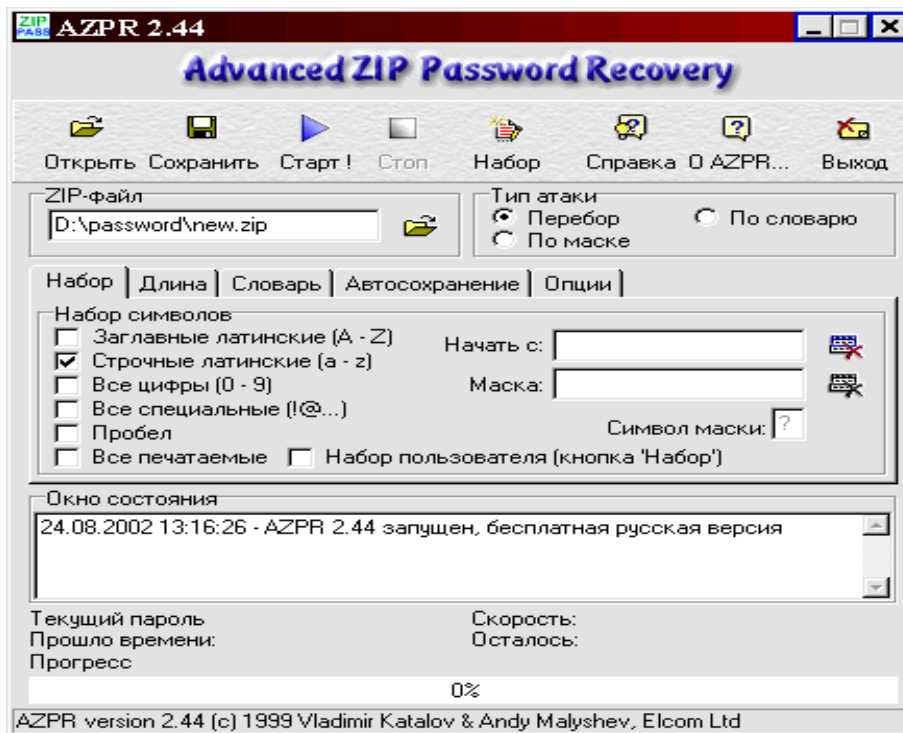 ZIP PASS AZPR 2.44
Advanced ZIP Password Recovery
Открыть Сохранить Старт ! Стоп Набор Справка О AZPR... Выход
ZIP-файл Тип атаки
D:\password\new.zip Перебор По словарю
По маске
Набор Длина Словарь Автосохранение Опции
Набор символов
Заглавные латинские (A - Z) Начать с:
Строчные латинские (a - z)
Все цифры (0 - 9) Маска:
Все специальные (!@...)
Пробел Символ маски: ?
Все печатаемые Набор пользователя (кнопка 'Набор')
Окно состояния
24.08.2002 13:16:26 - AZPR 2.44 запущен, бесплатная русская версия
Текущий пароль Скорость:
Прошло времени: Осталось:
Прогресс
0%
AZPR version 2.44 (c) 1999 Vladimir Katalov & Andy Malyshev, Elcom Ltd